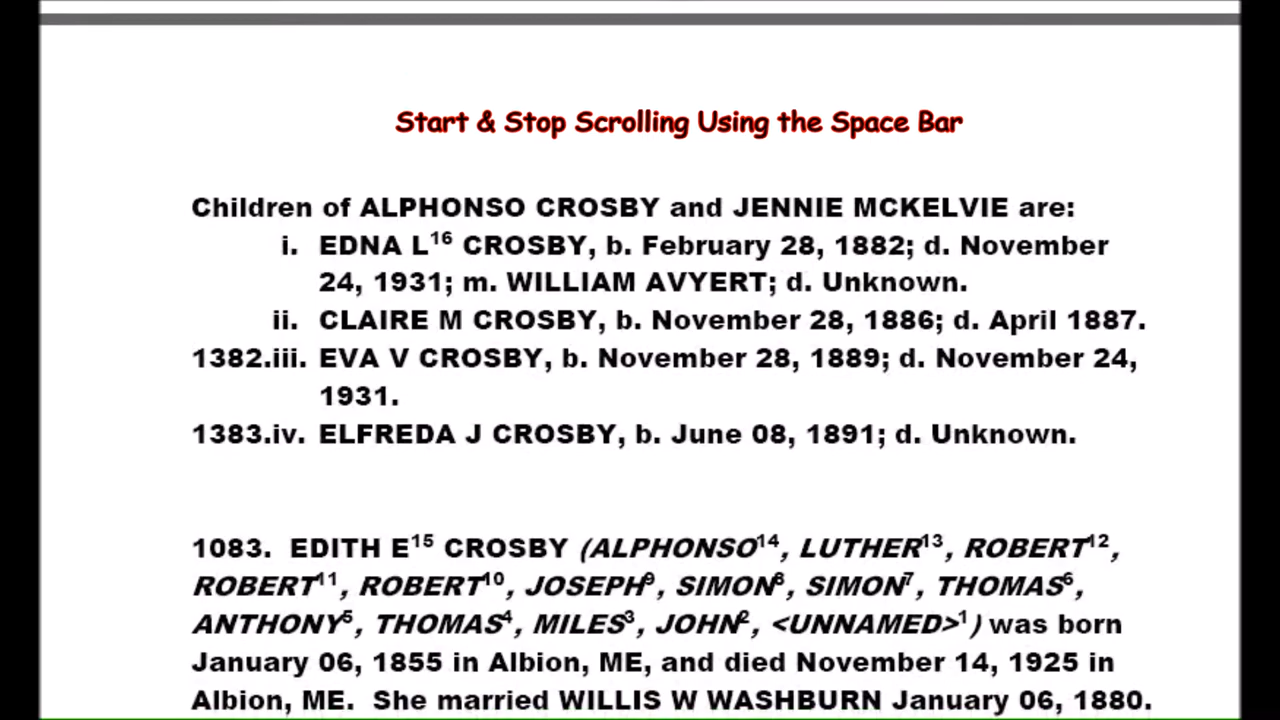 Start & Stop Scrolling Using the Space Bar
Children of ALPHONSO CROSBY and JENNIE MCKELVIE are:
i. EDNA L¹⁶ CROSBY, b. February 28, 1882; d. November
24, 1931; m. WILLIAM AVYERT; d. Unknown.
ii. CLAIRE M CROSBY, b. November 28, 1886; d. April 1887.
1382.iii. EVA V CROSBY, b. November 28, 1889; d. November 24,
1931.
1383.iv. ELFREDA J CROSBY, b. June 08, 1891; d. Unknown.
1083. EDITH E¹⁵ CROSBY (ALPHONSO¹⁴, LUTHER¹³, ROBERT¹²,
ROBERT¹¹, ROBERT¹⁰, JOSEPH⁹, SIMON⁸, SIMON⁷, THOMAS⁶,
ANTHONY⁵, THOMAS⁴, MILES³, JOHN², <UNNAMED>¹) was born
January 06, 1855 in Albion, ME, and died November 14, 1925 in
Albion, ME. She married WILLIS W WASHBURN January 06, 1880.